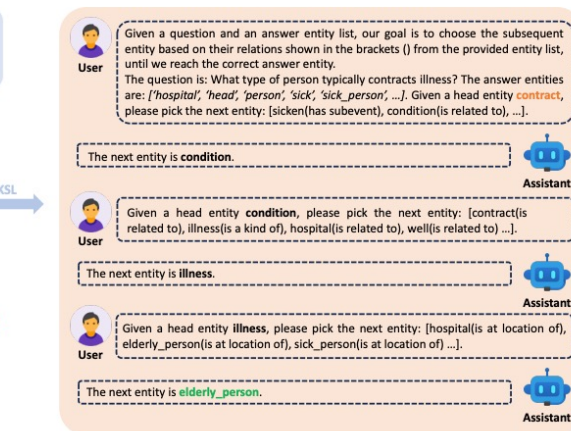 Given a question and an answer entity list, our goal is to choose the subsequent
entity based on their relations shown in the brackets () from the provided entity list,
until we reach the correct answer entity.
User
The question is: What type of person typically contracts illness? The answer entities
are: ['hospital', 'head', 'person', 'sick', 'sick_person', ...]. Given a head entity contract,
please pick the next entity: [sicken(has subevent), condition(is related to), ...].
The next entity is condition.
Assistant
KSL
Given a head entity condition, please pick the next entity: [contract(is
related to), illness(is a kind of), hospital(is related to), well(is related to) ...].
User
The next entity is illness.
Assistant
Given a head entity illness, please pick the next entity: [hospital(is at location of),
elderly_person(is at location of), sick_person(is at location of) ...].
User
The next entity is elderly_person.
Assistant